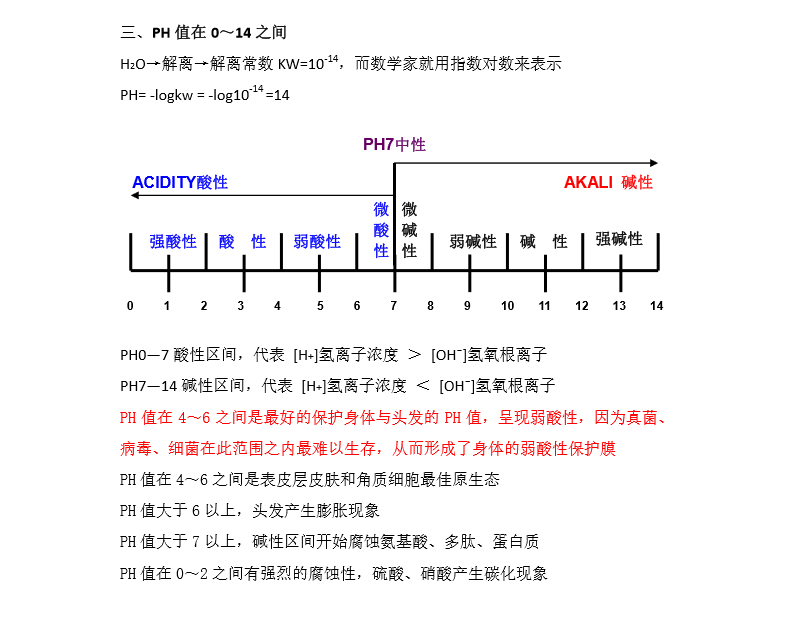 三、PH 值在 0～14 之间
H₂O→解离→解离常数 KW=10⁻¹⁴，而数学家就用指数对数来表示
PH= -logkw = -log10⁻¹⁴ =14
PH7中性
ACIDITY酸性
AKALI 碱性
微酸性 微碱性
强酸性 酸 性 弱酸性 弱碱性 碱 性 强碱性
0 1 2 3 4 5 6 7 8 9 10 11 12 13 14
PH0—7 酸性区间，代表 [H₊]氢离子浓度 ＞ [OH⁻]氢氧根离子
PH7—14 碱性区间，代表 [H₊]氢离子浓度 ＜ [OH⁻]氢氧根离子
PH 值在 4～6 之间是最好的保护身体与头发的 PH 值，呈现弱酸性，因为真菌、
病毒、细菌在此范围之内最难以生存，从而形成了身体的弱酸性保护膜
PH 值在 4～6 之间是表皮层皮肤和角质细胞最佳原生态
PH 值大于 6 以上，头发产生膨胀现象
PH 值大于 7 以上，碱性区间开始腐蚀氨基酸、多肽、蛋白质
PH 值在 0～2 之间有强烈的腐蚀性，硫酸、硝酸产生碳化现象